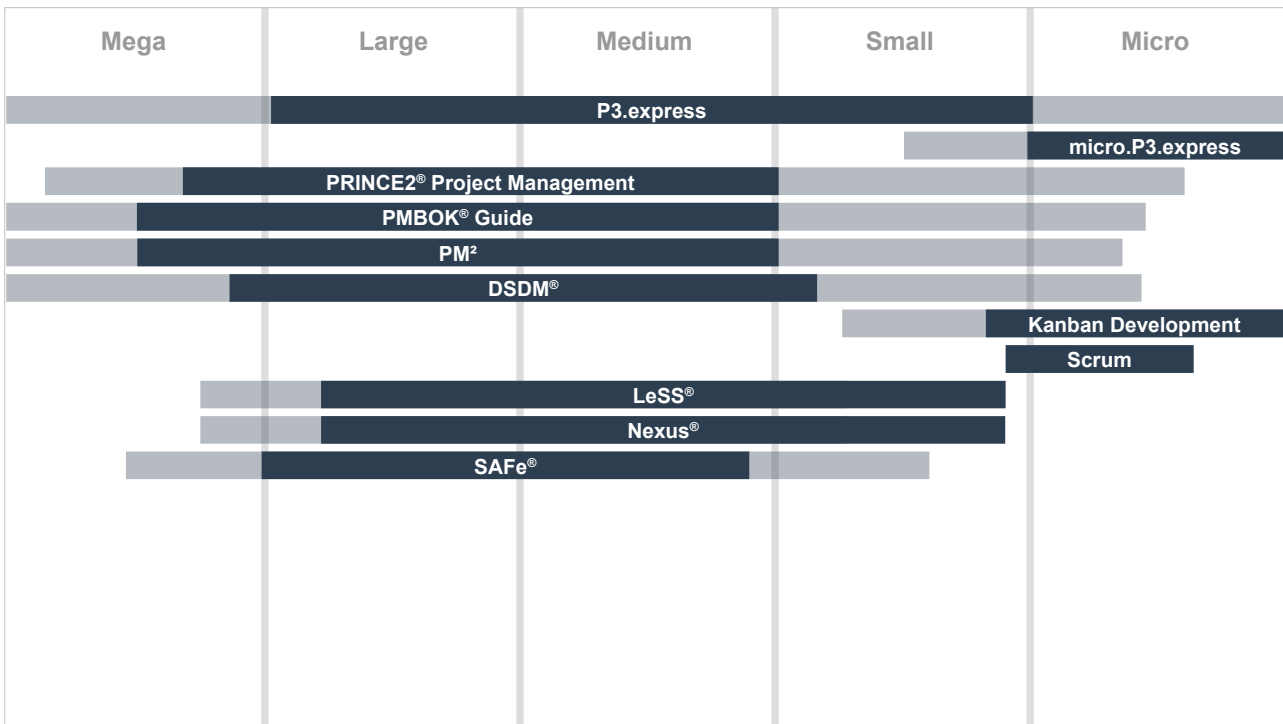 Mega Large Medium Small Micro
P3.express
micro.P3.express
PRINCE2® Project Management
PMBOK® Guide
PM²
DSDM®
Kanban Development
Scrum
LeSS®
Nexus®
SAFe®